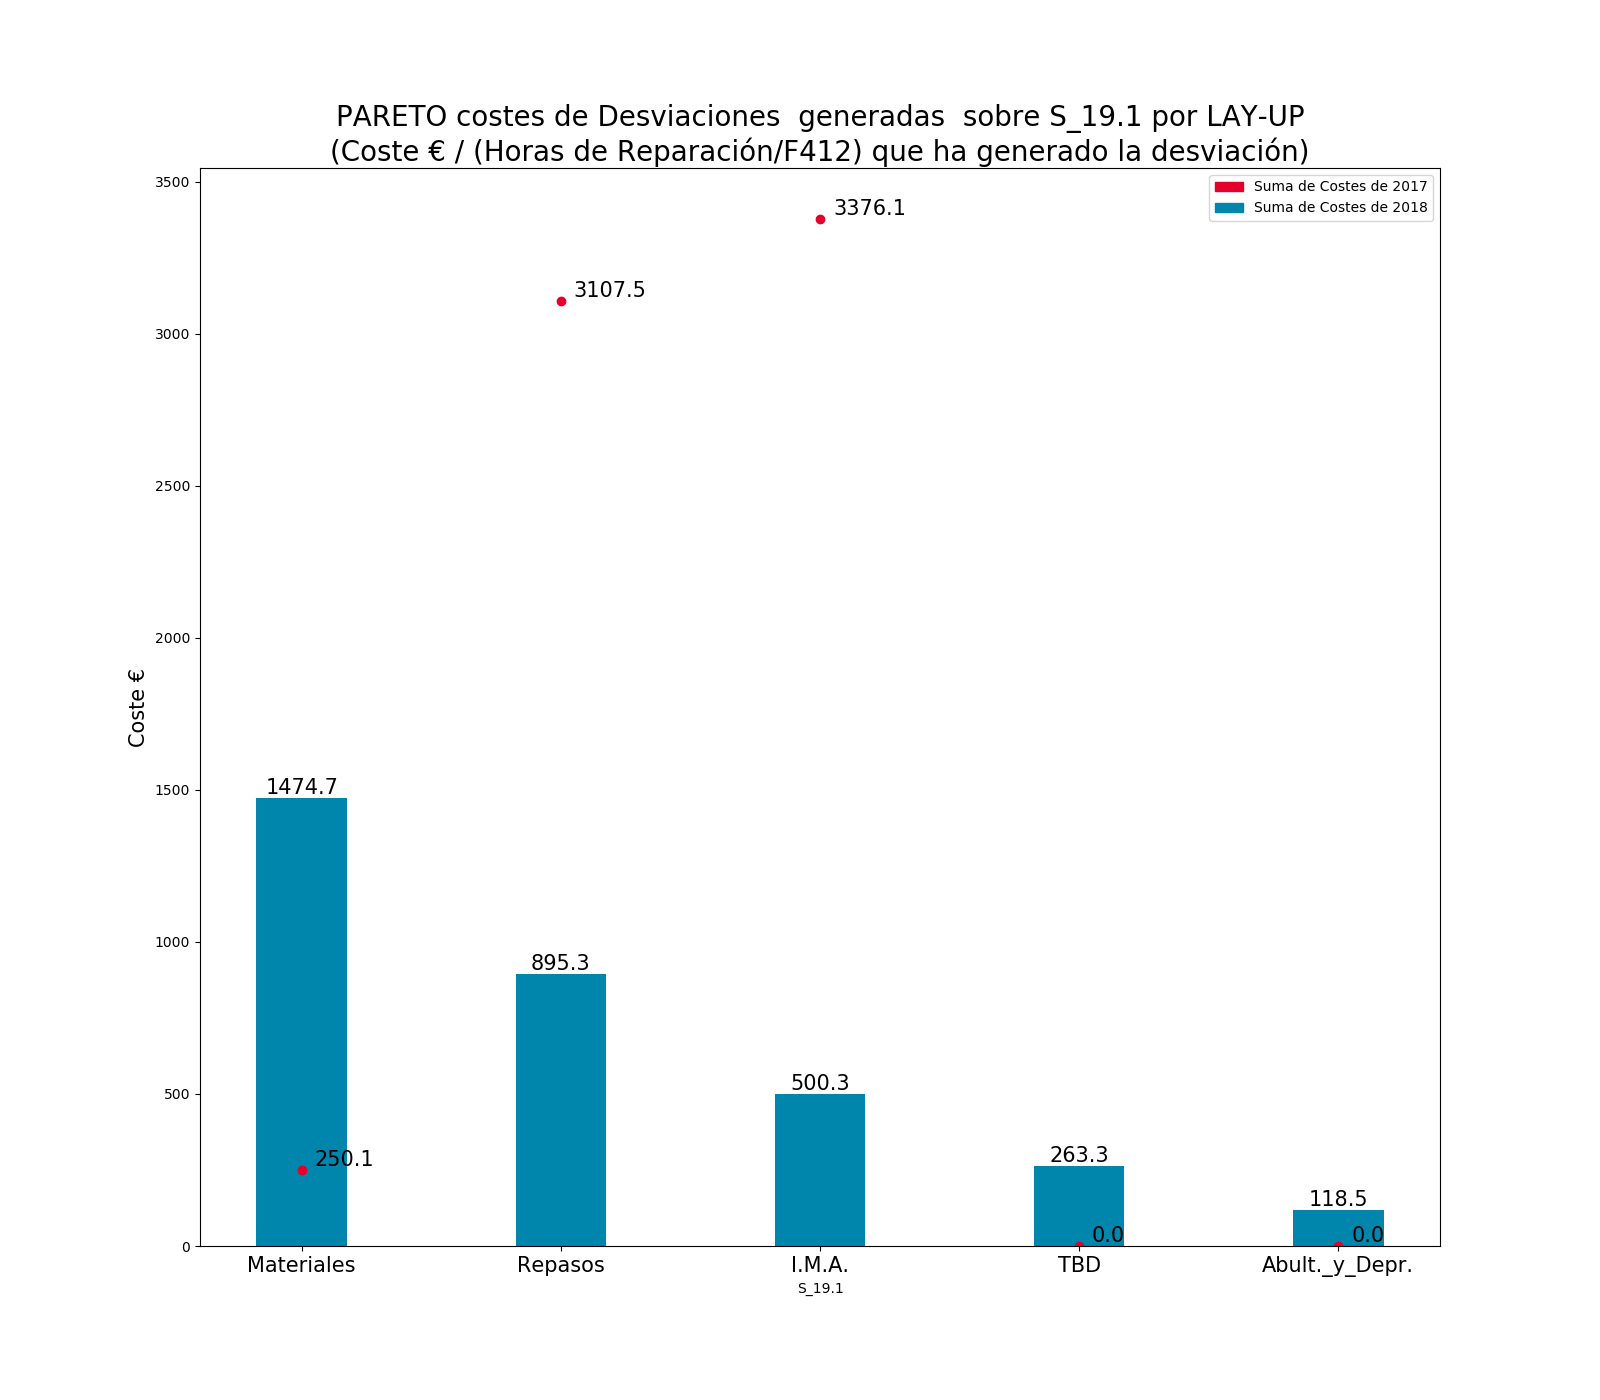 PARETO costes de Desviaciones  generadas  sobre S_19.1 por LAY-UP
(Coste € / (Horas de Reparación/F412) que ha generado la desviación)
Suma de Costes de 2017
Suma de Costes de 2018
3500
3000
2500
2000
1500
1000
500
0
Coste €
3376.1
3107.5
1474.7
895.3
500.3
250.1
263.3
118.5
0.0
0.0
Materiales
Repasos
I.M.A.
TBD
Abult._y_Depr.
S_19.1